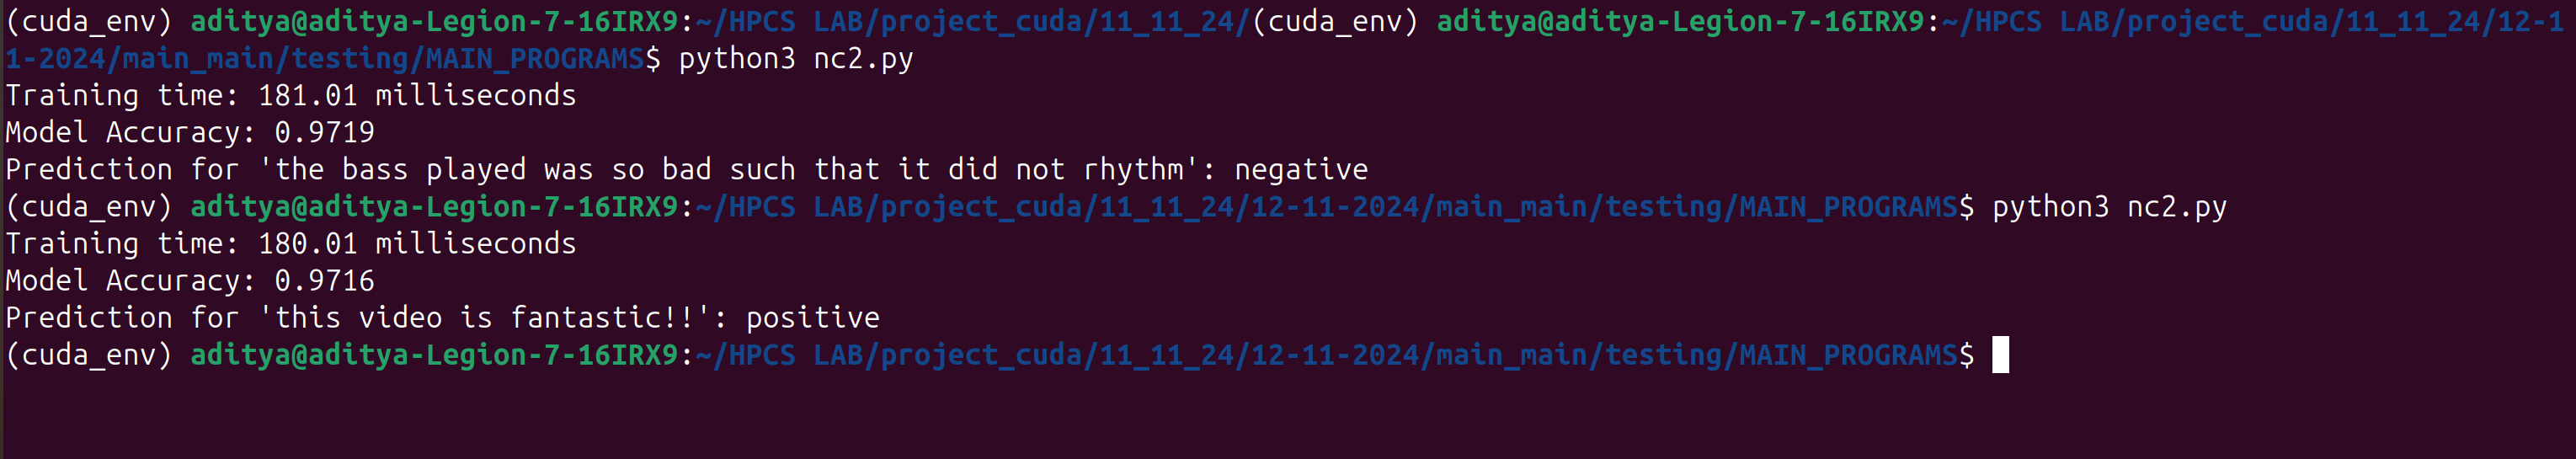 (cuda_env) aditya@aditya-Legion-7-16IRX9:~/HPCS LAB/project_cuda/11_11_24/(cuda_env) aditya@aditya-Legion-7-16IRX9:~/HPCS LAB/project_cuda/11_11_24/12-1
1-2024/main_main/testing/MAIN_PROGRAMS$ python3 nc2.py
Training time: 181.01 milliseconds
Model Accuracy: 0.9719
Prediction for 'the bass played was so bad such that it did not rhythm': negative
(cuda_env) aditya@aditya-Legion-7-16IRX9:~/HPCS LAB/project_cuda/11_11_24/12-11-2024/main_main/testing/MAIN_PROGRAMS$ python3 nc2.py
Training time: 180.01 milliseconds
Model Accuracy: 0.9716
Prediction for 'this video is fantastic!!': positive
(cuda_env) aditya@aditya-Legion-7-16IRX9:~/HPCS LAB/project_cuda/11_11_24/12-11-2024/main_main/testing/MAIN_PROGRAMS$